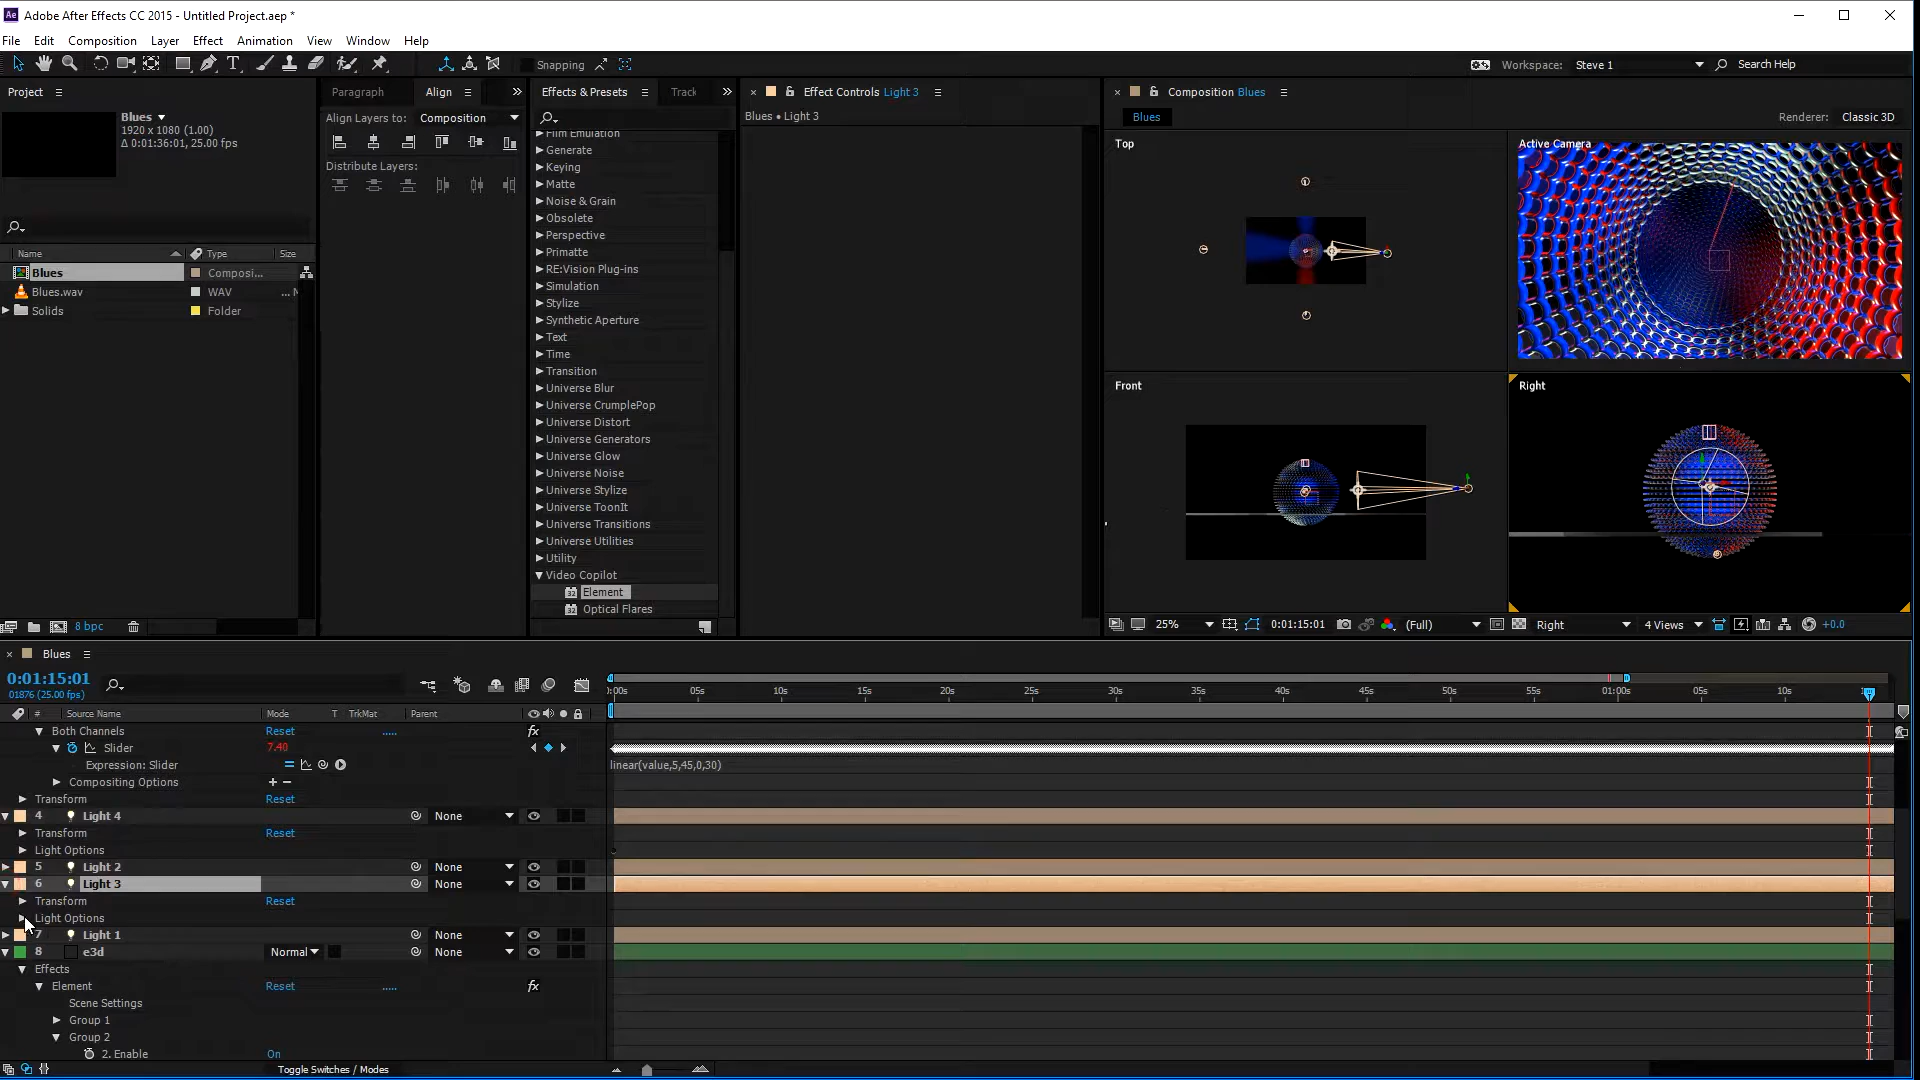 Adobe After Effects CC 2015 - Untitled Project.aep *
File Edit Composition Layer Effect Animation View Window Help
Snapping
Workspace: Steve 1 Search Help
Project
Paragraph Align
Effects & Presets Track
Effect Controls Light 3
Composition Blues
Blues
1920 x 1080 (1.00)
Δ 0:01:36:01, 25.00 fps
Align Layers to: Composition
Distribute Layers:
Blues • Light 3
Blues
Renderer: Classic 3D
Name Type Size
Blues Composi...
Blues.wav WAV ...
Solids Folder
8 bpc
Film Emulation
Generate
Keying
Matte
Noise & Grain
Obsolete
Perspective
Primatte
RE:Vision Plug-ins
Simulation
Stylize
Synthetic Aperture
Text
Time
Transition
Universe Blur
Universe CrumplePop
Universe Distort
Universe Generators
Universe Glow
Universe Noise
Universe Stylize
Universe ToonIt
Universe Transitions
Universe Utilities
Utility
Video Copilot
Element
Optical Flares
Top
Active Camera
Front
Right
25% 0:01:15:01 (Full) Right 4 Views +0.0
Blues
0:01:15:01
01876 (25.00 fps)
:00s 05s 10s 15s 20s 25s 30s 35s 40s 45s 50s 55s 01:00s 05s 10s
# Source Name Mode T TrkMat Parent
Both Channels Reset ..... fx
Slider 7.40
Expression: Slider linear(value,5,45,0,30)
Compositing Options + −
Transform Reset
4 Light 4 None
Transform Reset
Light Options
5 Light 2 None
6 Light 3 None
Transform Reset
Light Options
7 Light 1 None
8 e3d Normal None
Effects
Element Reset ..... fx
Scene Settings
Group 1
Group 2
2. Enable On
Toggle Switches / Modes